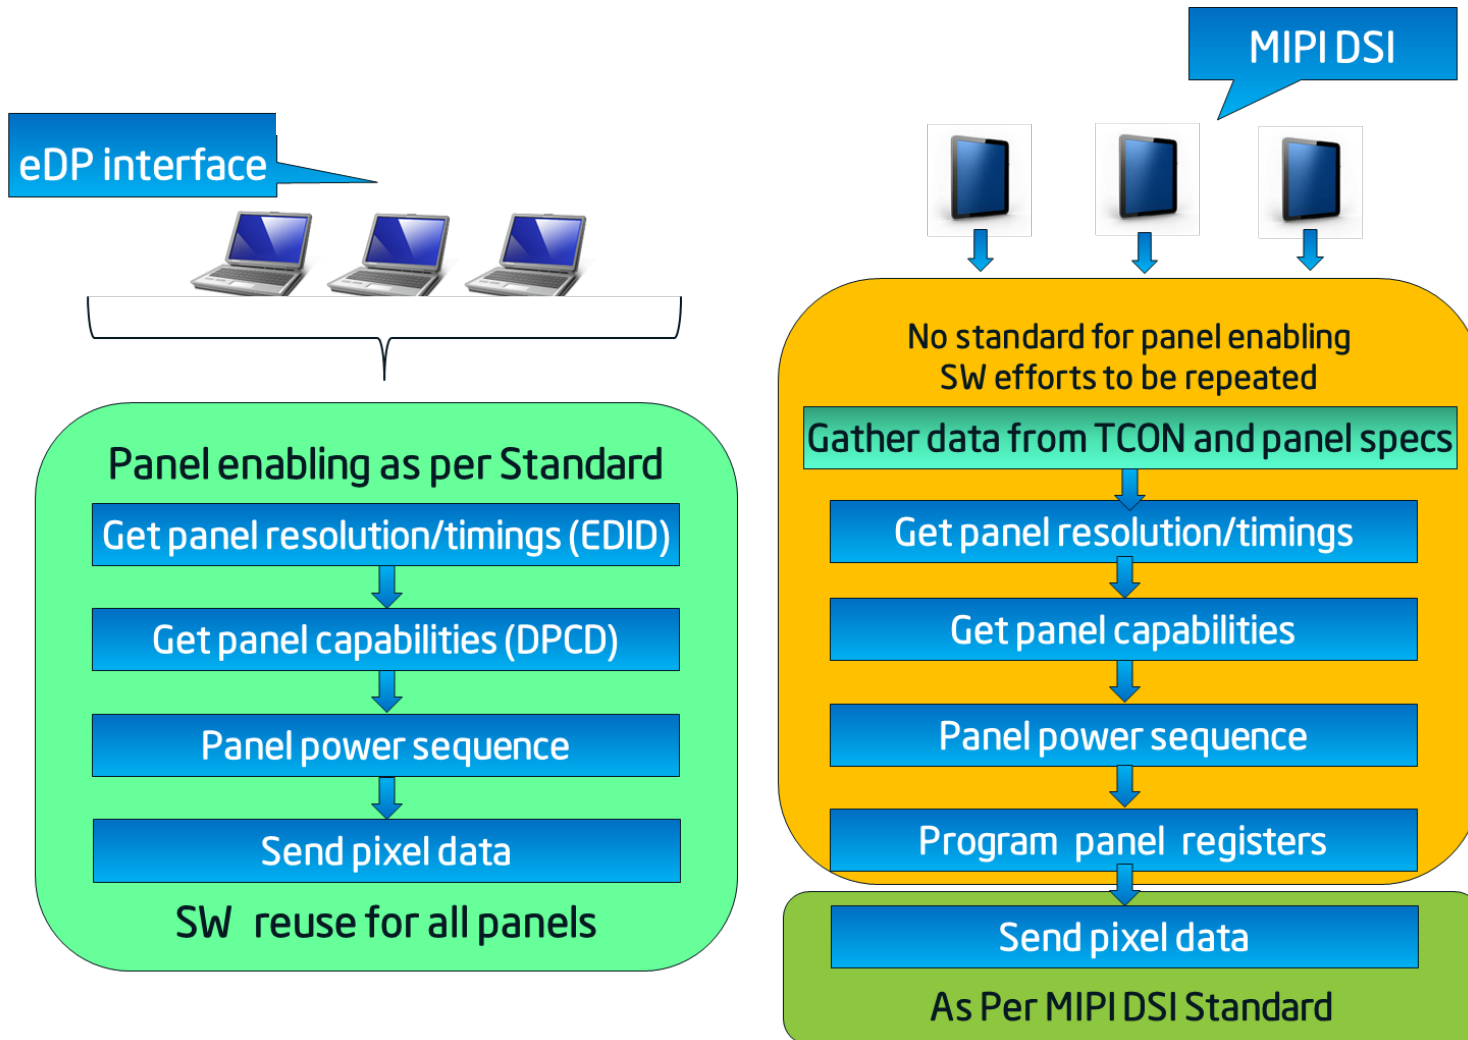 eDP interface
Panel enabling as per Standard
Get panel resolution/timings (EDID)
Get panel capabilities (DPCD)
Panel power sequence
Send pixel data
SW reuse for all panels
MIPI DSI
No standard for panel enabling
SW efforts to be repeated
Gather data from TCON and panel specs
Get panel resolution/timings
Get panel capabilities
Panel power sequence
Program panel registers
Send pixel data
As Per MIPI DSI Standard